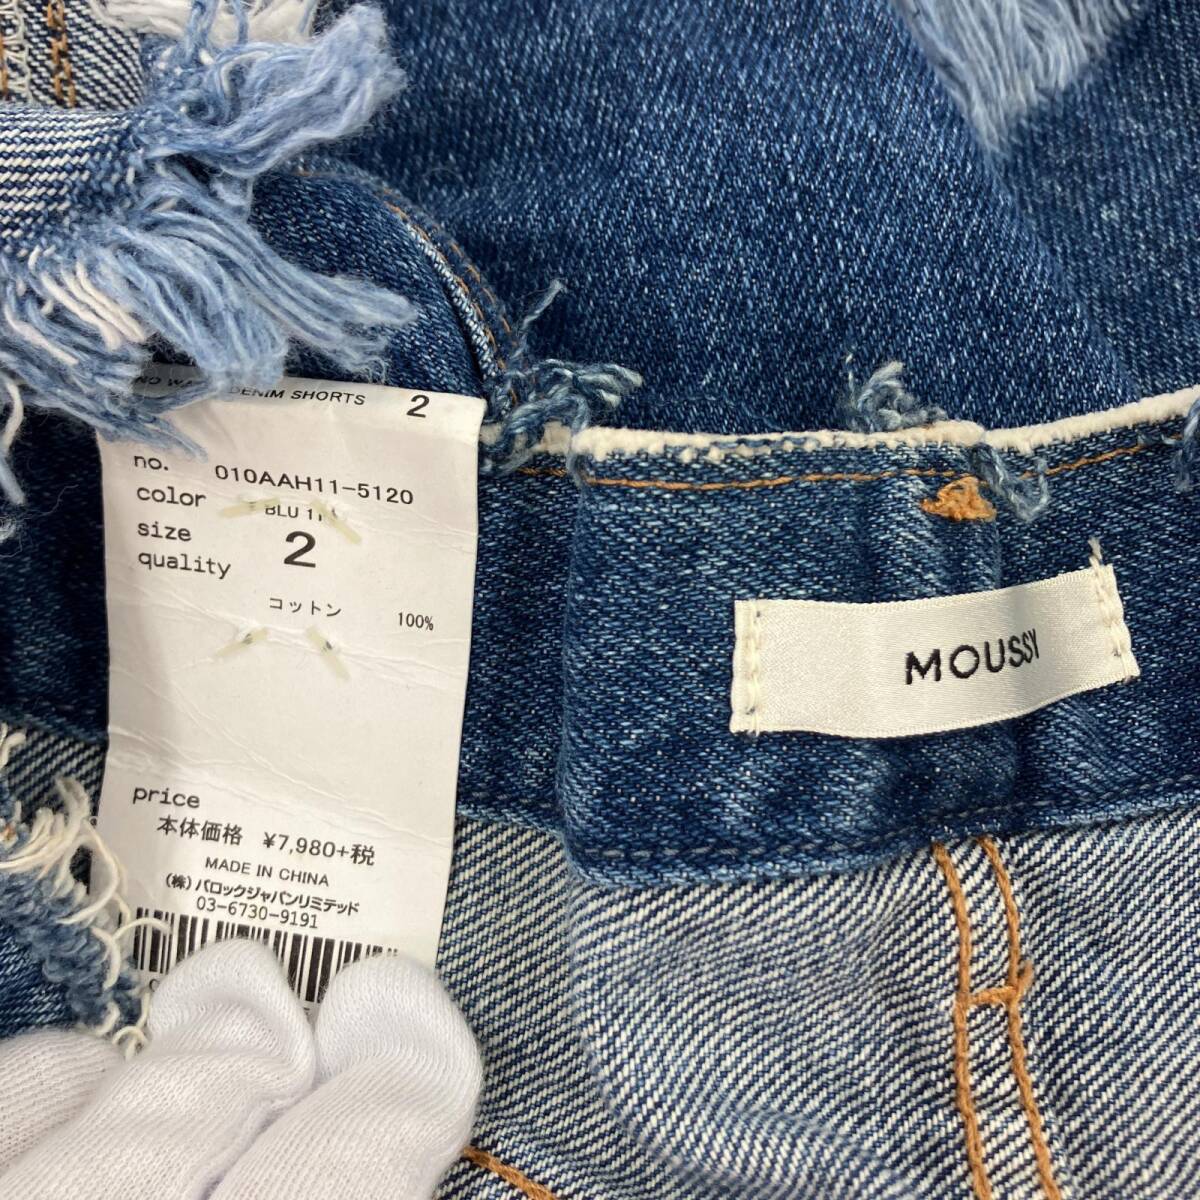 DENIM SHORTS 2
no. 010AAH11-5120
color BLU 11
size 2
quality
コットン 100%
price
本体価格 ¥7,980+税
MADE IN CHINA
(株)バロックジャパンリミテッド
03-6730-9191
MOUSSY